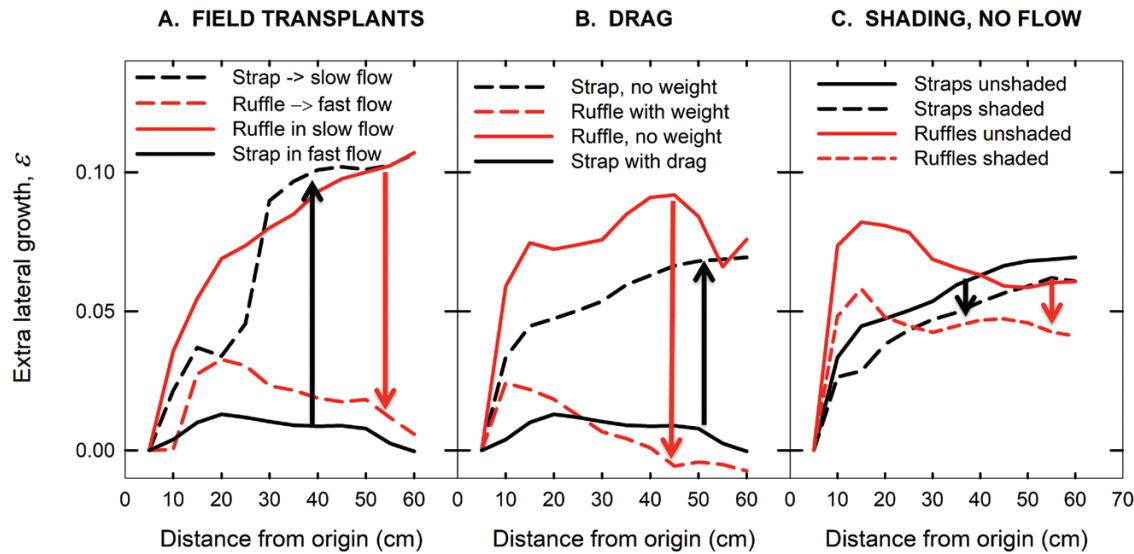 A. FIELD TRANSPLANTS
B. DRAG
C. SHADING, NO FLOW
Strap -> slow flow
Ruffle –> fast flow
Ruffle in slow flow
Strap in fast flow
Strap, no weight
Ruffle with weight
Ruffle, no weight
Strap with drag
Straps unshaded
Straps shaded
Ruffles unshaded
Ruffles shaded
Extra lateral growth, ε
0.10
0.05
0.00
0 10 20 30 40 50 60
0 10 20 30 40 50 60
0 10 20 30 40 50 60 70
Distance from origin (cm)
Distance from origin (cm)
Distance from origin (cm)